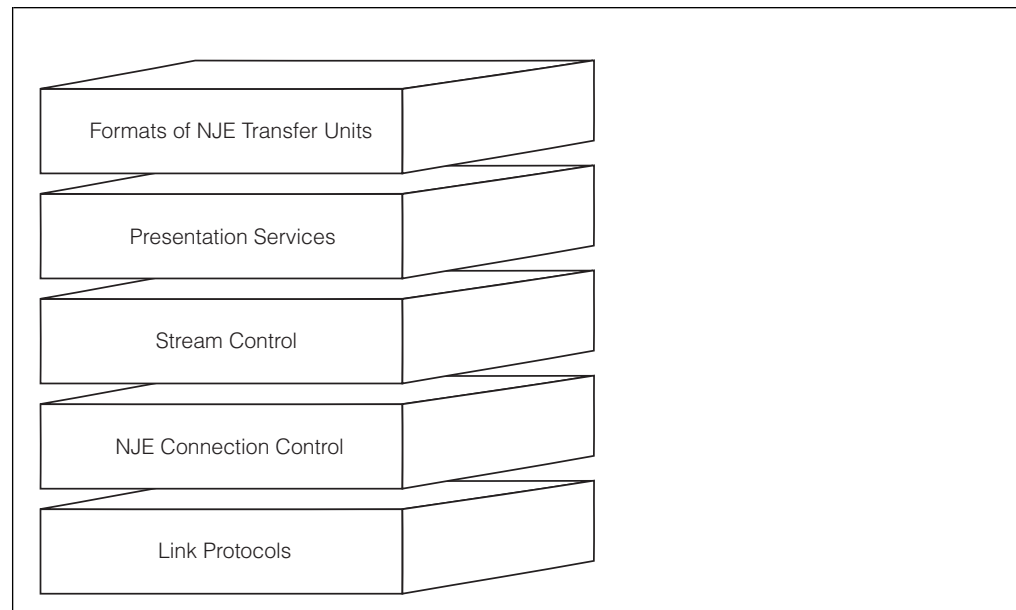 Formats of NJE Transfer Units
Presentation Services
Stream Control
NJE Connection Control
Link Protocols